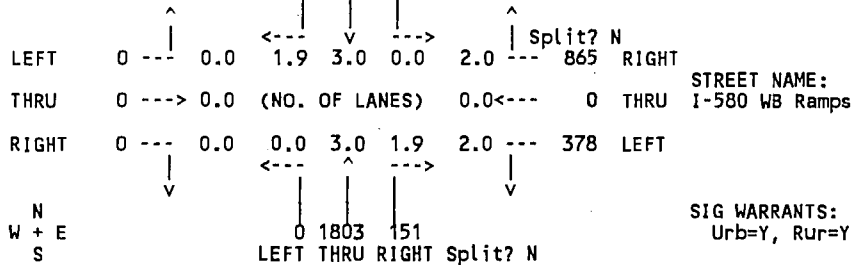 ^ ^
<--- v ---> Split? N
LEFT 0 --- 0.0 1.9 3.0 0.0 2.0 --- 865 RIGHT
STREET NAME:
THRU 0 ---> 0.0 (NO. OF LANES) 0.0<--- 0 THRU I-580 WB Ramps
RIGHT 0 --- 0.0 0.0 3.0 1.9 2.0 --- 378 LEFT
<--- ^ --->
v v
N SIG WARRANTS:
W + E 0 1803 151 Urb=Y, Rur=Y
S LEFT THRU RIGHT Split? N